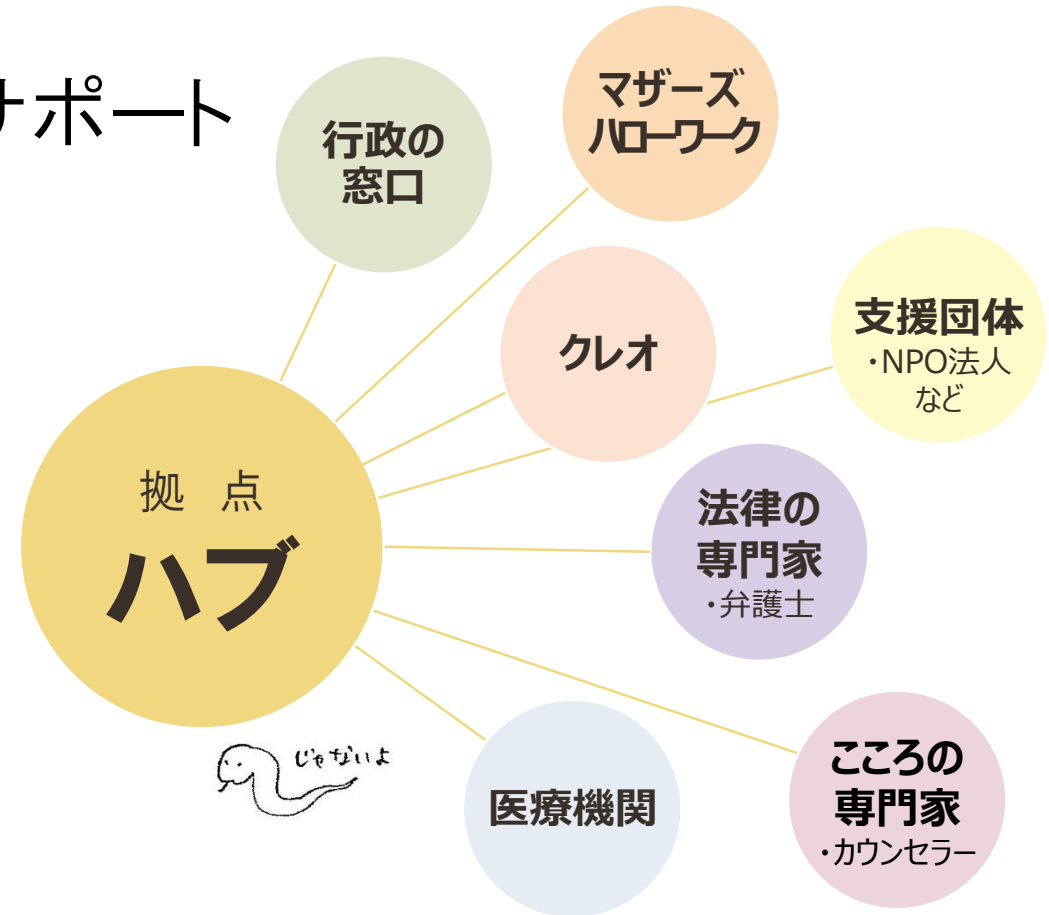 サポート
行政の
窓口
マザーズ
ハローワーク
クレオ
支援団体
・NPO法人
など
拠 点
ハブ
法律の
専門家
・弁護士
じゃないよ
医療機関
こころの
専門家
・カウンセラー